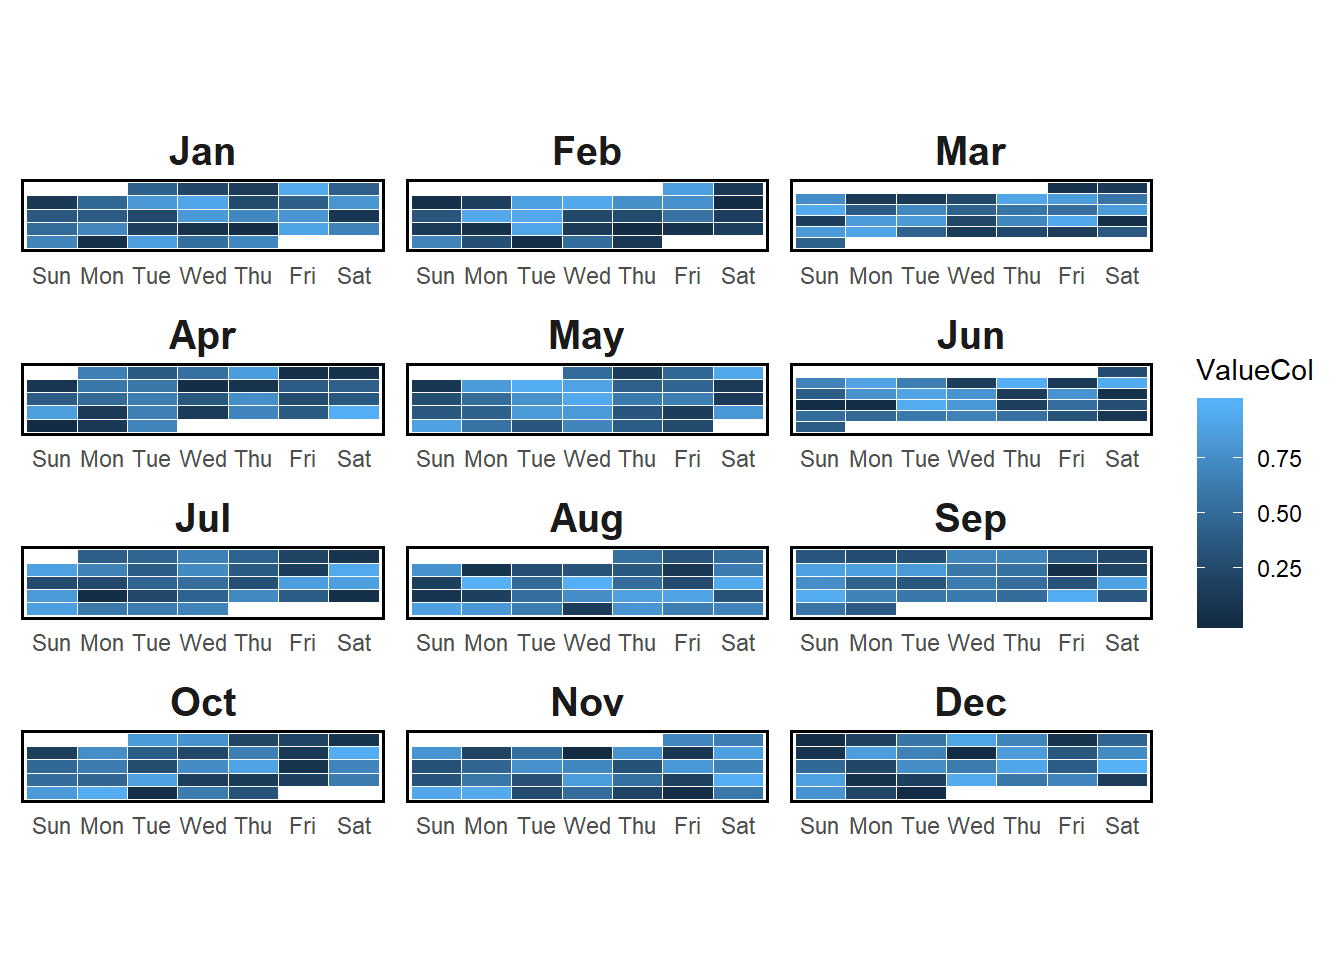 Jan Feb Mar
Sun Mon Tue Wed Thu Fri Sat Sun Mon Tue Wed Thu Fri Sat Sun Mon Tue Wed Thu Fri Sat
Apr May Jun
Sun Mon Tue Wed Thu Fri Sat Sun Mon Tue Wed Thu Fri Sat Sun Mon Tue Wed Thu Fri Sat
Jul Aug Sep
Sun Mon Tue Wed Thu Fri Sat Sun Mon Tue Wed Thu Fri Sat Sun Mon Tue Wed Thu Fri Sat
Oct Nov Dec
Sun Mon Tue Wed Thu Fri Sat Sun Mon Tue Wed Thu Fri Sat Sun Mon Tue Wed Thu Fri Sat
ValueCol
0.75
0.50
0.25